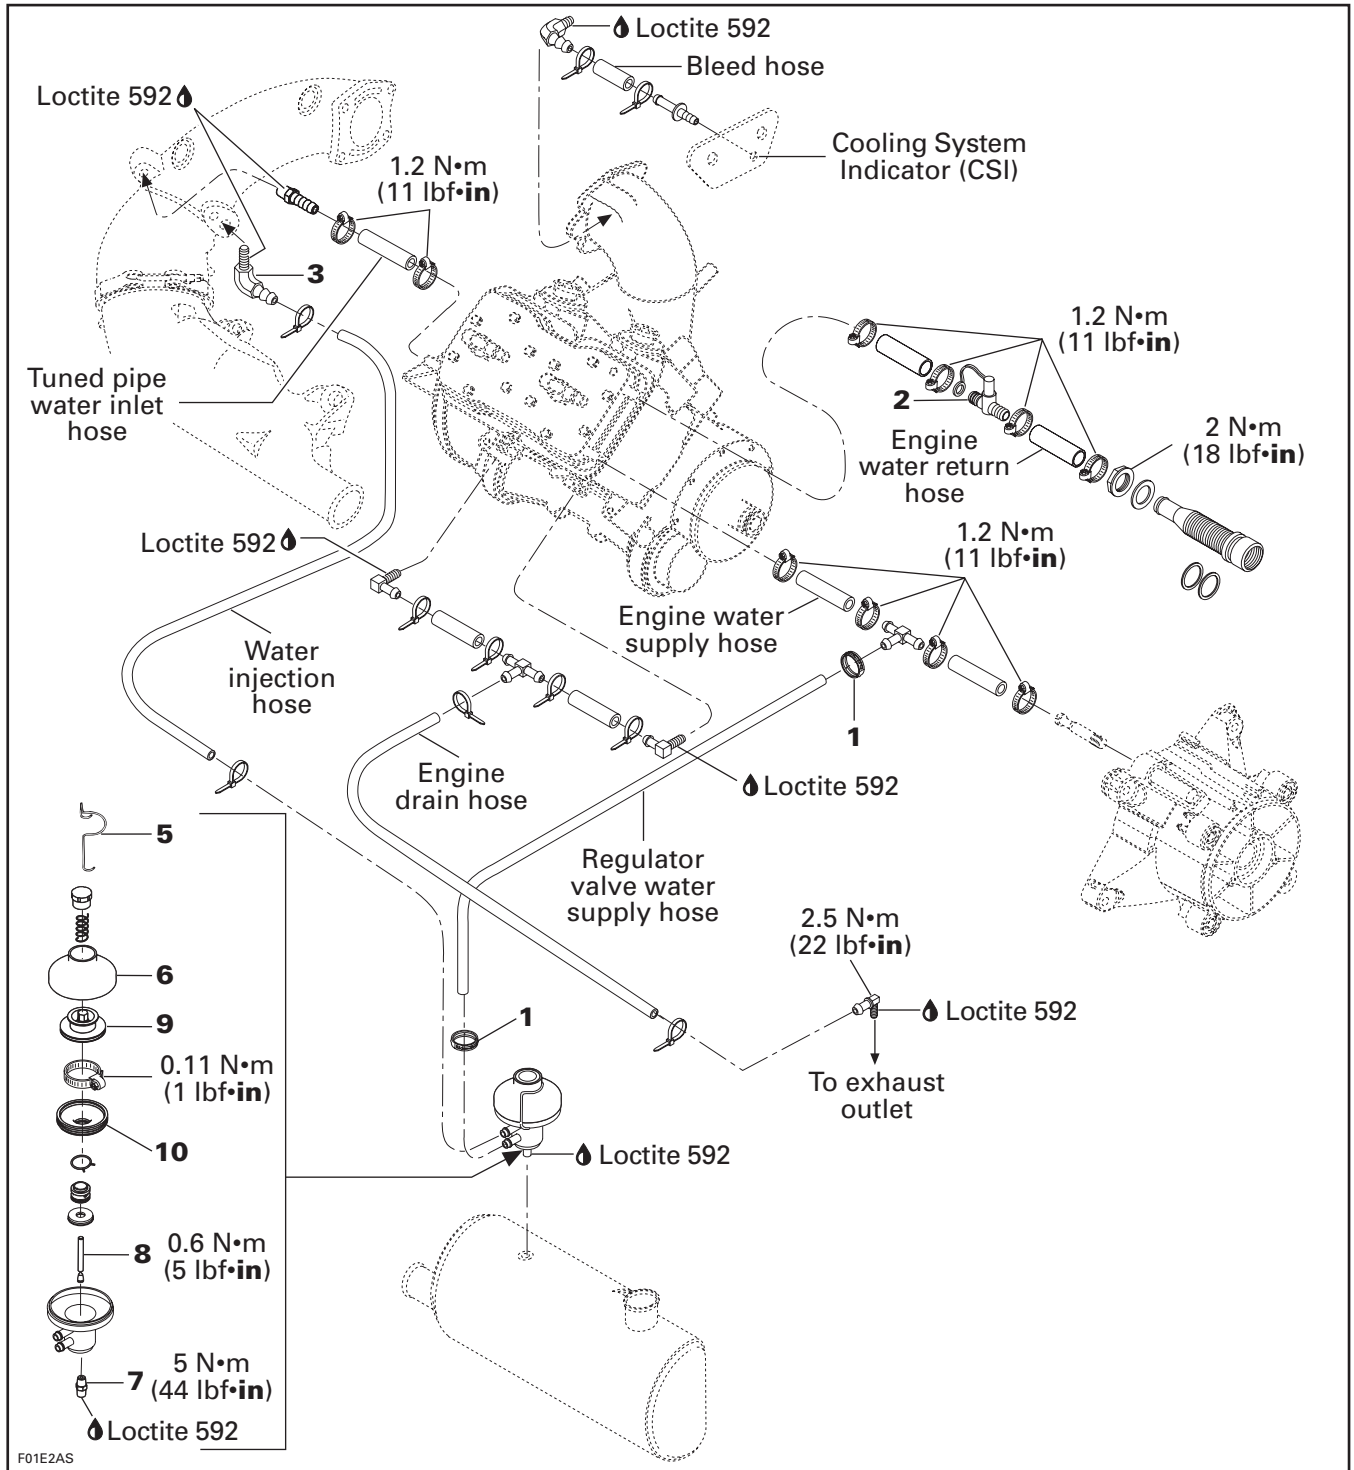 Loctite 592
Bleed hose
Loctite 592
Cooling System
Indicator (CSI)
1.2 N•m
(11 lbf•in)
3
1.2 N•m
(11 lbf•in)
Tuned pipe
water inlet
hose
2
Engine
water return
hose
2 N•m
(18 lbf•in)
Loctite 592
1.2 N•m
(11 lbf•in)
Engine water
supply hose
Water
injection
hose
1
Engine
drain hose
Loctite 592
5
Regulator
valve water
supply hose
2.5 N•m
(22 lbf•in)
6
9
1
Loctite 592
0.11 N•m
(1 lbf•in)
To exhaust
outlet
10
Loctite 592
8
0.6 N•m
(5 lbf•in)
7
5 N•m
(44 lbf•in)
Loctite 592
F01E2AS